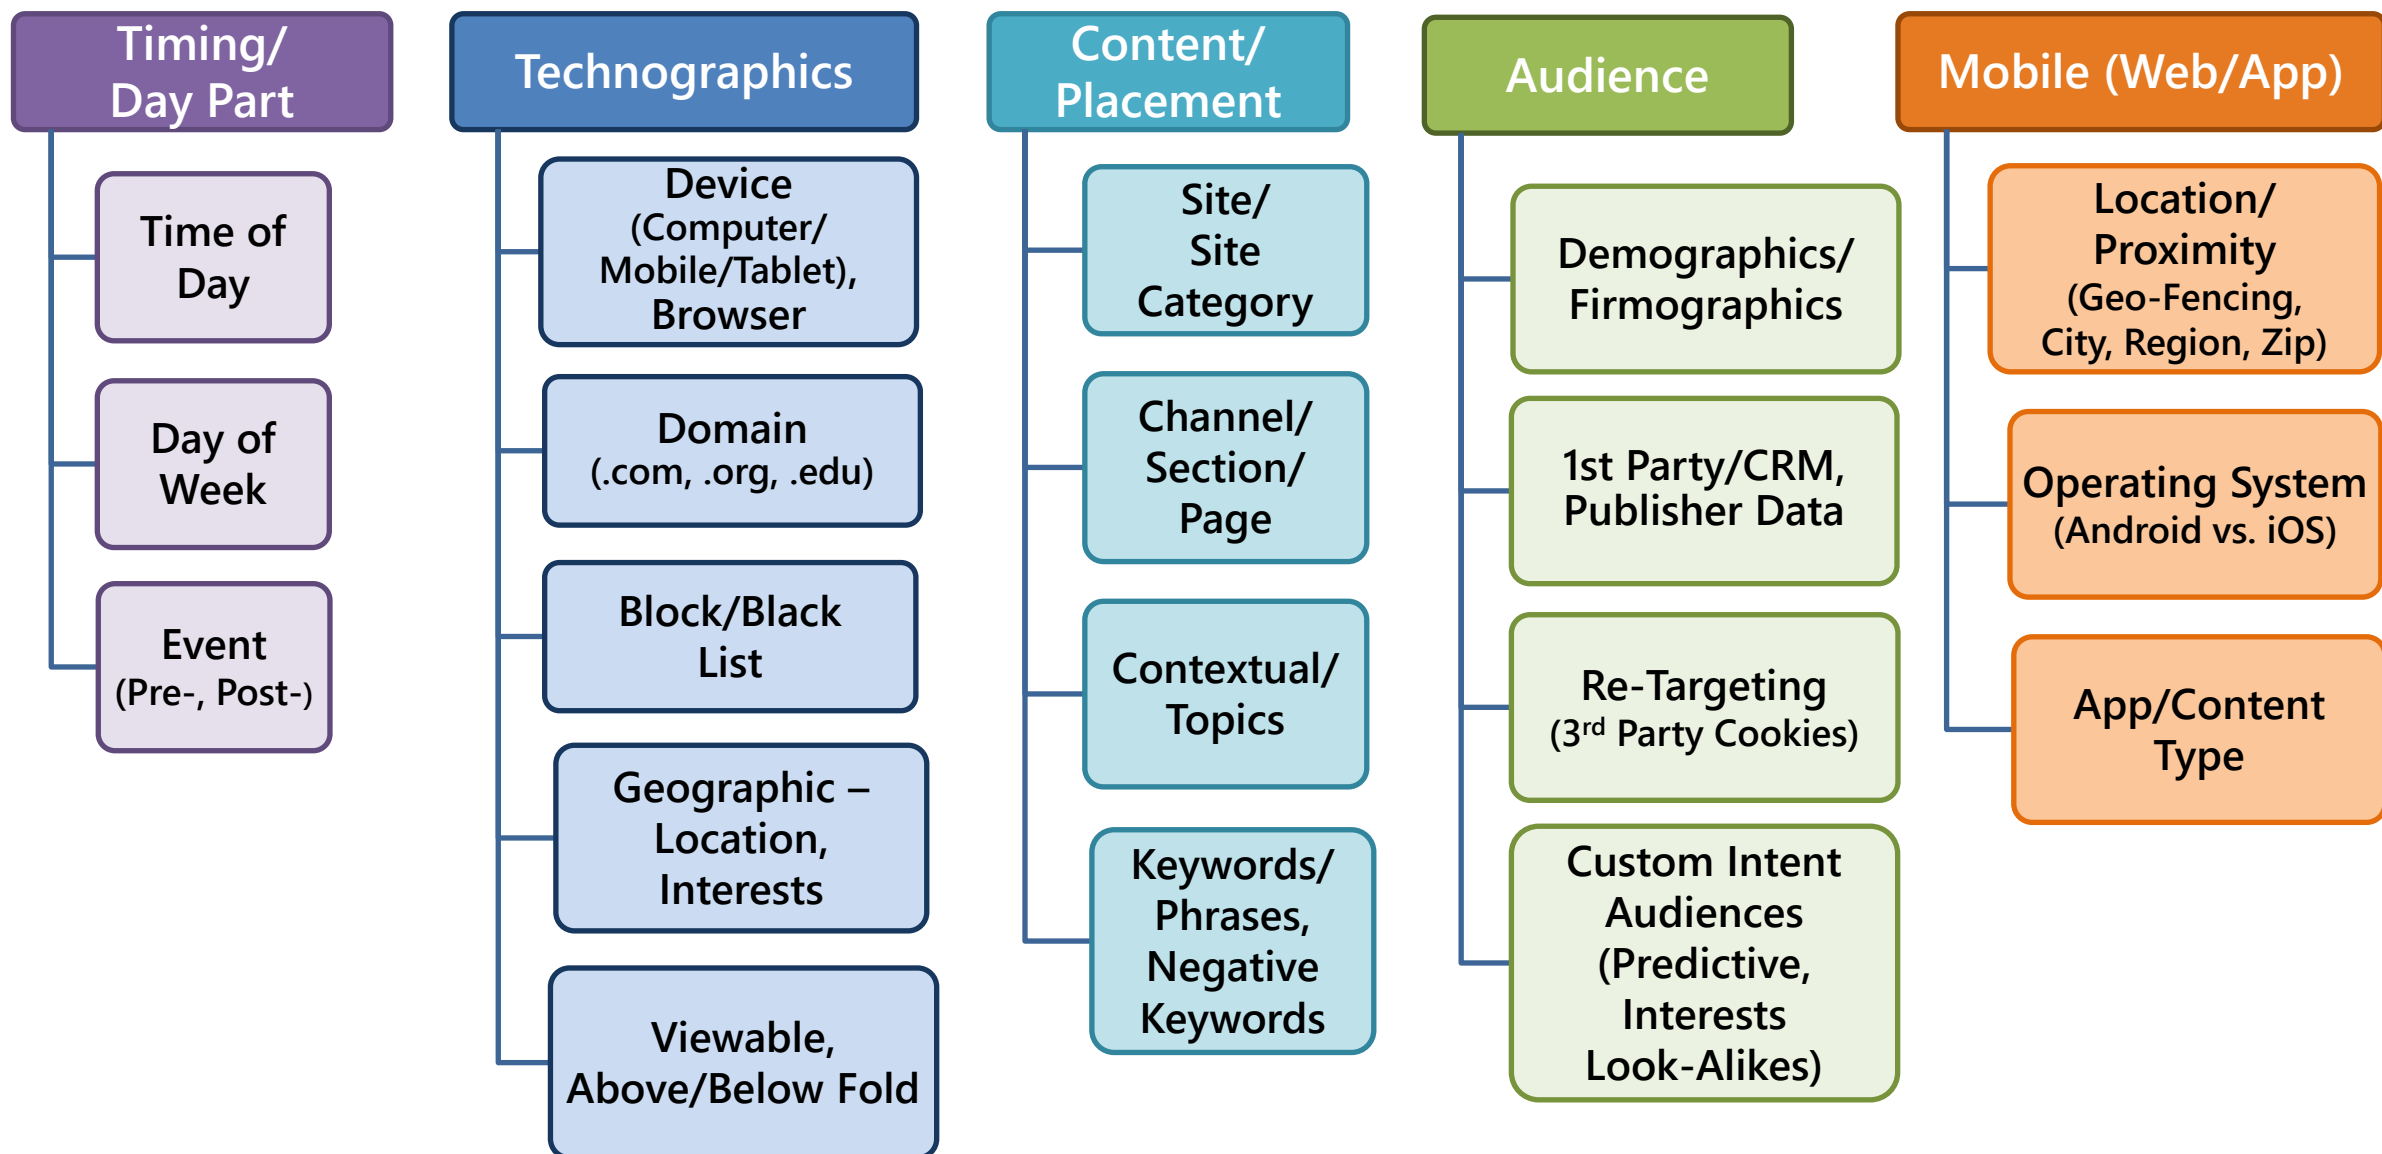 Timing/
Day Part
Time of
Day
Day of
Week
Event
(Pre-, Post-)
Technographics
Device
(Computer/
Mobile/Tablet),
Browser
Domain
(.com, .org, .edu)
Block/Black
List
Geographic –
Location,
Interests
Viewable,
Above/Below Fold
Content/
Placement
Site/
Site
Category
Channel/
Section/
Page
Contextual/
Topics
Keywords/
Phrases,
Negative
Keywords
Audience
Demographics/
Firmographics
1st Party/CRM,
Publisher Data
Re-Targeting
(3rd Party Cookies)
Custom Intent
Audiences
(Predictive,
Interests
Look-Alikes)
Mobile (Web/App)
Location/
Proximity
(Geo-Fencing,
City, Region, Zip)
Operating System
(Android vs. iOS)
App/Content
Type